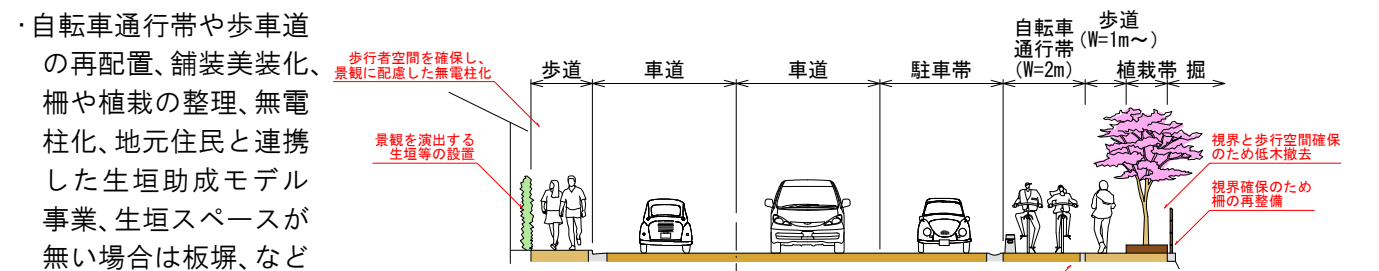 ・自転車通行帯や歩車道
の再配置、舗装美装化、
柵や植栽の整理、無電
柱化、地元住民と連携
した生垣助成モデル
事業、生垣スペースが
無い場合は板塀、など
歩行者空間を確保し、
景観に配慮した無電柱化
景観を演出する
生垣等の設置
歩道
車道
車道
駐車帯
自転車
通行帯
(W=2m)
歩道
(W=1m～)
植栽帯
掘
視界と歩行空間確保
のため低木撤去
視界確保のため
柵の再整備